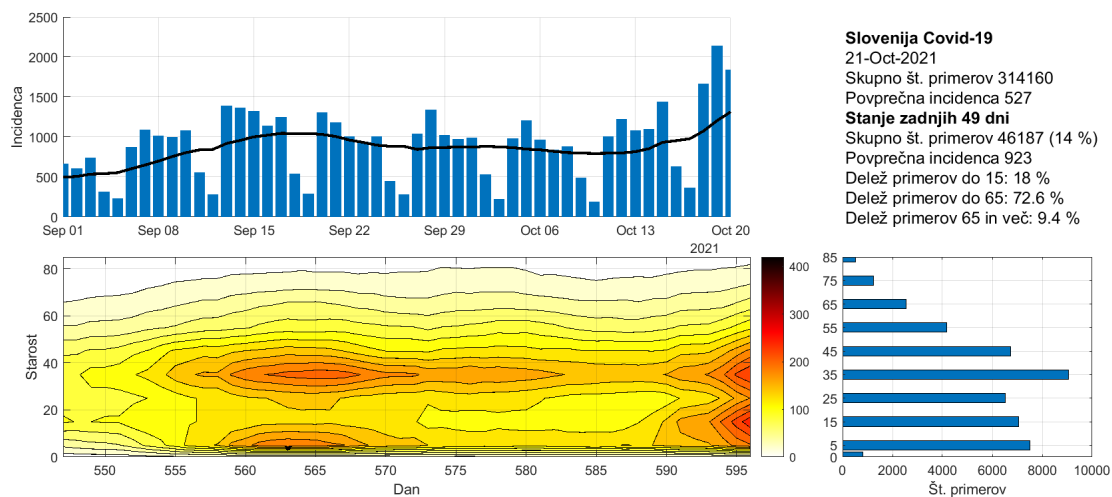 2500
2000
1500
1000
500
0
Incidenca
Sep 01 Sep 08 Sep 15 Sep 22 Sep 29 Oct 06 Oct 13 Oct 20
2021
Slovenija Covid-19
21-Oct-2021
Skupno št. primerov 314160
Povprečna incidenca 527
Stanje zadnjih 49 dni
Skupno št. primerov 46187 (14 %)
Povprečna incidenca 923
Delež primerov do 15: 18 %
Delež primerov do 65: 72.6 %
Delež primerov 65 in več: 9.4 %
80
60
40
20
0
Starost
550 555 560 565 570 575 580 585 590 595
Dan
400
300
200
100
0
85
75
65
55
45
35
25
15
5
0
0 2000 4000 6000 8000 10000
Št. primerov